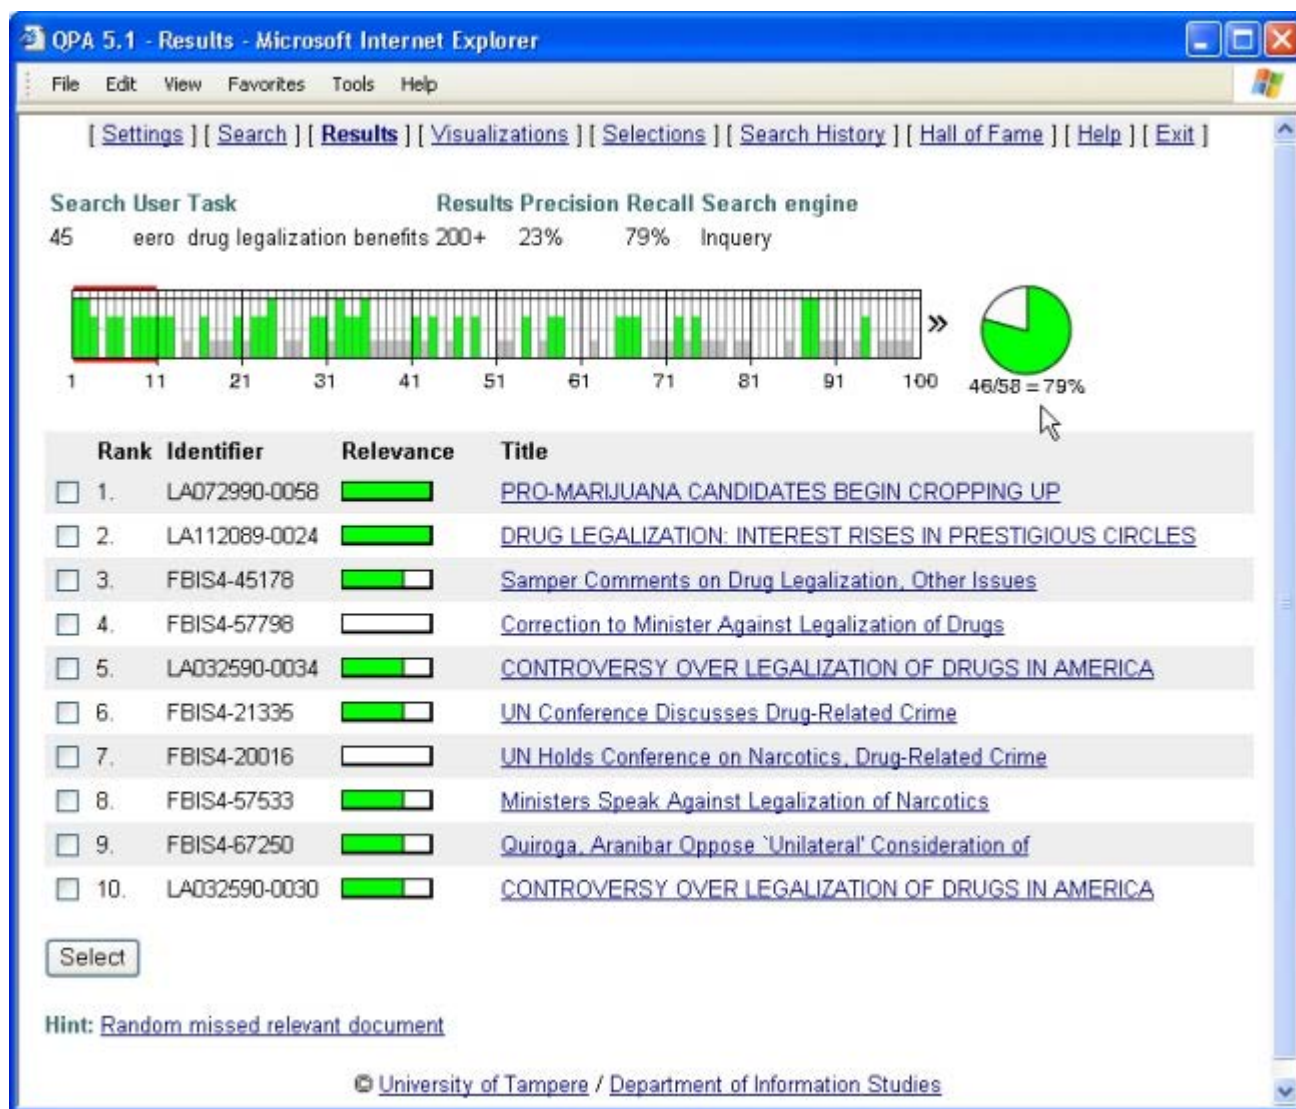 QPA 5.1 - Results - Microsoft Internet Explorer
File Edit View Favorites Tools Help
[ Settings ] [ Search ] [ Results ] [ Visualizations ] [ Selections ] [ Search History ] [ Hall of Fame ] [ Help ] [ Exit ]
Search User Task Results Precision Recall Search engine
45 eero drug legalization benefits 200+ 23% 79% Inquery
»
1 11 21 31 41 51 61 71 81 91 100
46/58 = 79%
Rank Identifier Relevance Title
1. LA072990-0058 PRO-MARIJUANA CANDIDATES BEGIN CROPPING UP
2. LA112089-0024 DRUG LEGALIZATION: INTEREST RISES IN PRESTIGIOUS CIRCLES
3. FBIS4-45178 Samper Comments on Drug Legalization, Other Issues
4. FBIS4-57798 Correction to Minister Against Legalization of Drugs
5. LA032590-0034 CONTROVERSY OVER LEGALIZATION OF DRUGS IN AMERICA
6. FBIS4-21335 UN Conference Discusses Drug-Related Crime
7. FBIS4-20016 UN Holds Conference on Narcotics, Drug-Related Crime
8. FBIS4-57533 Ministers Speak Against Legalization of Narcotics
9. FBIS4-67250 Quiroga, Aranibar Oppose `Unilateral' Consideration of
10. LA032590-0030 CONTROVERSY OVER LEGALIZATION OF DRUGS IN AMERICA
Select
Hint: Random missed relevant document
© University of Tampere / Department of Information Studies